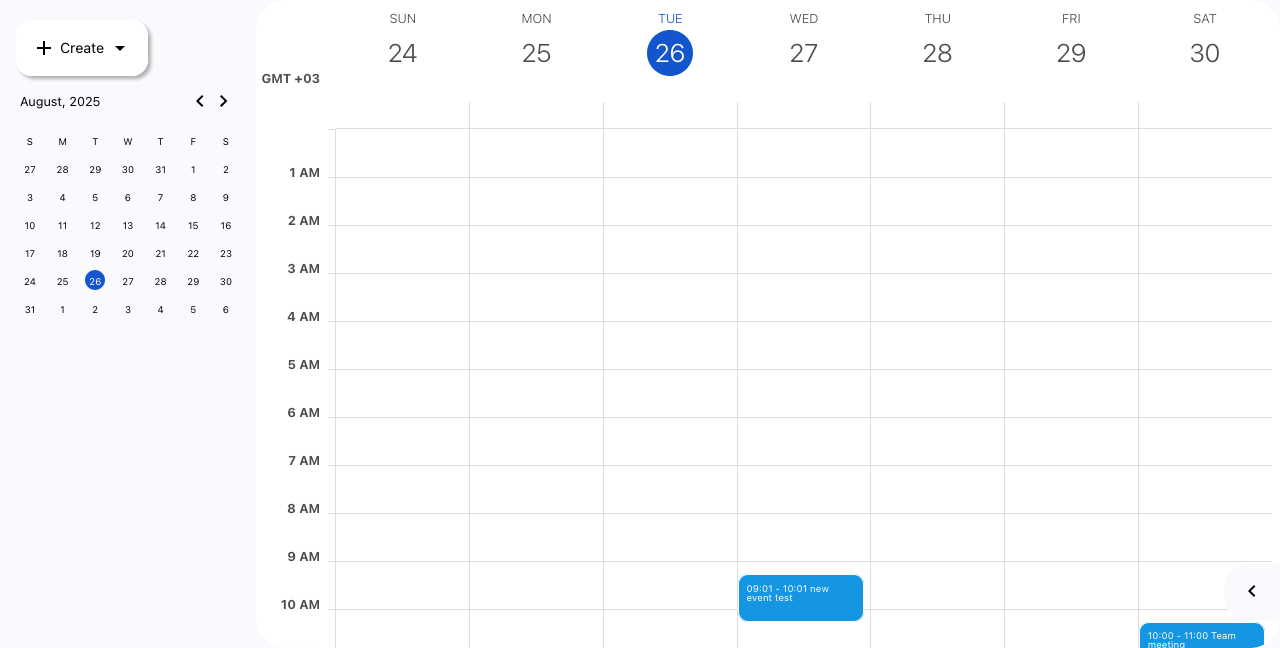 Create
August, 2025
S M T W T F S
27 28 29 30 31 1 2
3 4 5 6 7 8 9
10 11 12 13 14 15 16
17 18 19 20 21 22 23
24 25 26 27 28 29 30
31 1 2 3 4 5 6
SUN MON TUE WED THU FRI SAT
24 25 26 27 28 29 30
GMT +03
1 AM
2 AM
3 AM
4 AM
5 AM
6 AM
7 AM
8 AM
9 AM
09:01 - 10:01 new
event test
10 AM
10:00 - 11:00 Team
meeting